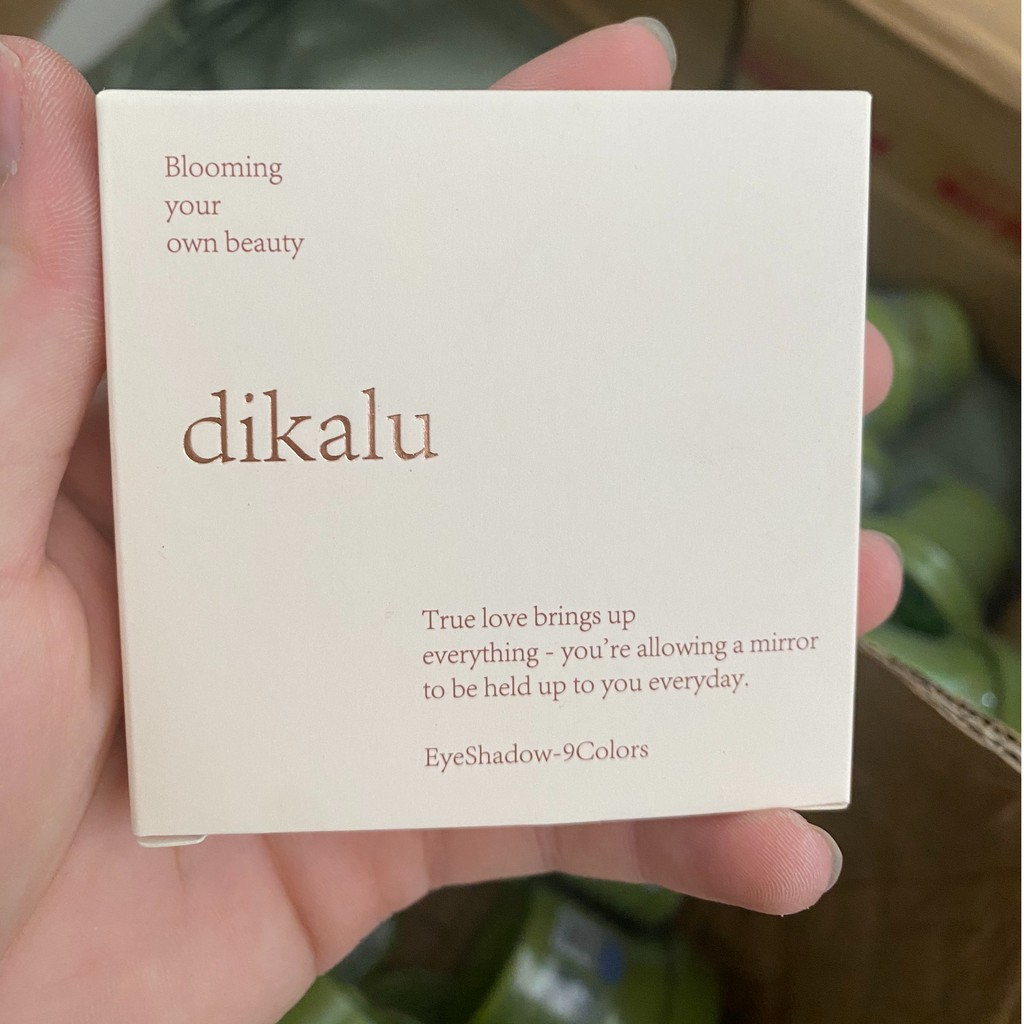 Blooming
your
own beauty
dikalu
True love brings up
everything - you're allowing a mirror
to be held up to you everyday.
EyeShadow-9Colors